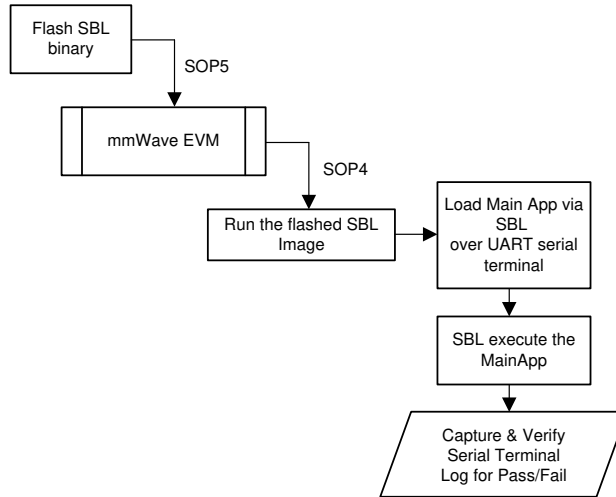 Flash SBL
binary
SOP5
mmWave EVM
SOP4
Run the flashed SBL
Image
Load Main App via
SBL
over UART serial
terminal
SBL execute the
MainApp
Capture & Verify
Serial Terminal
Log for Pass/Fail